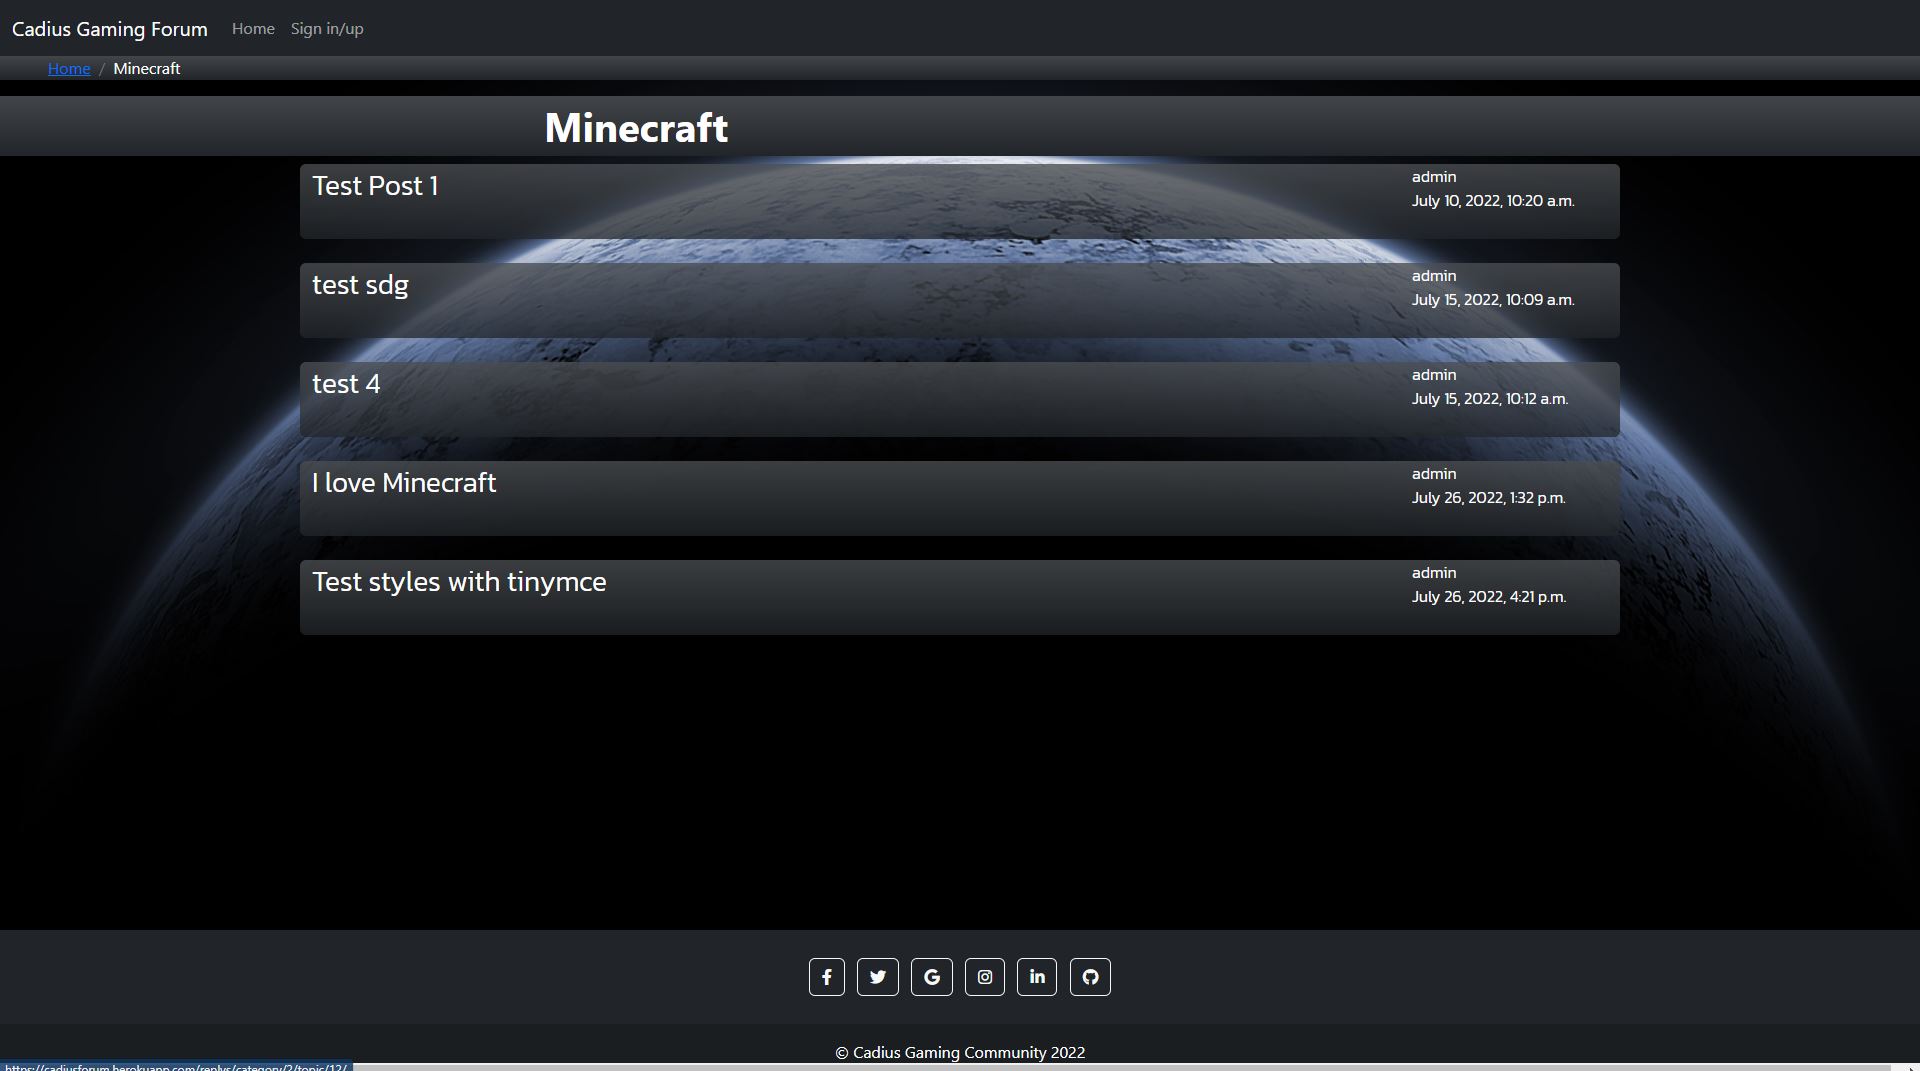 Cadius Gaming Forum Home Sign in/up
Home / Minecraft
Minecraft
Test Post 1
admin
July 10, 2022, 10:20 a.m.
test sdg
admin
July 15, 2022, 10:09 a.m.
test 4
admin
July 15, 2022, 10:12 a.m.
I love Minecraft
admin
July 26, 2022, 1:32 p.m.
Test styles with tinymce
admin
July 26, 2022, 4:21 p.m.
© Cadius Gaming Community 2022
https://cadiusforum.herokuapp.com/replys/category/2/topic/12/